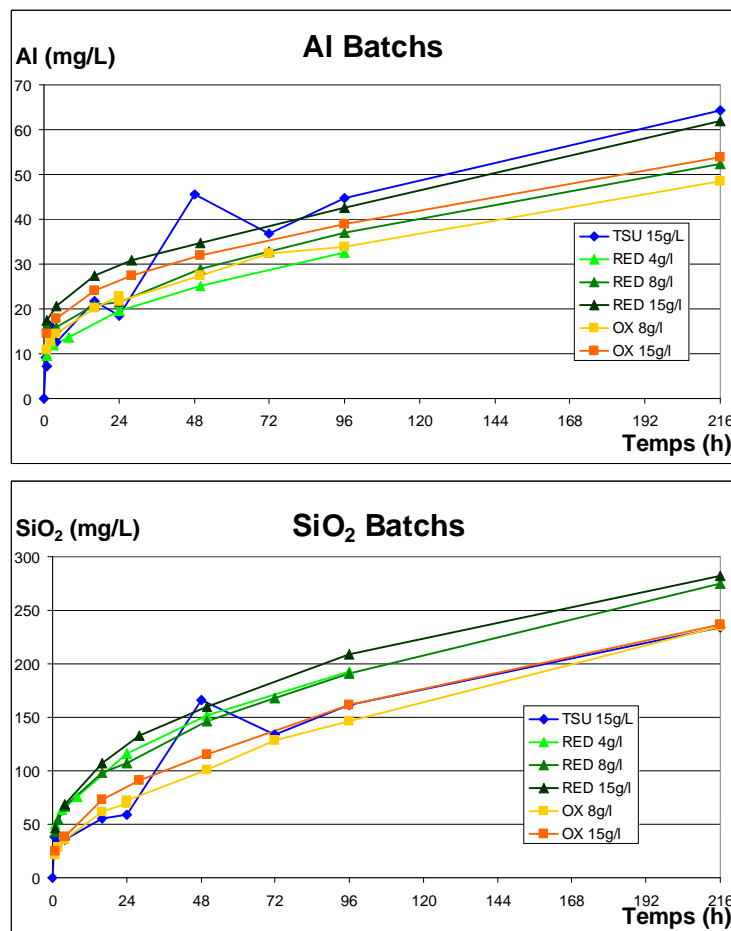 Al Batchs
Al (mg/L)
70
60
50
40
30
20
10
0
TSU 15g/L
RED 4g/l
RED 8g/l
RED 15g/l
OX 8g/l
OX 15g/l
0 24 48 72 96 120 144 168 192 216
Temps (h)
SiO₂ Batchs
SiO₂ (mg/L)
300
250
200
150
100
50
0
TSU 15g/L
RED 4g/l
RED 8g/l
RED 15g/l
OX 8g/l
OX 15g/l
0 24 48 72 96 120 144 168 192 216
Temps (h)